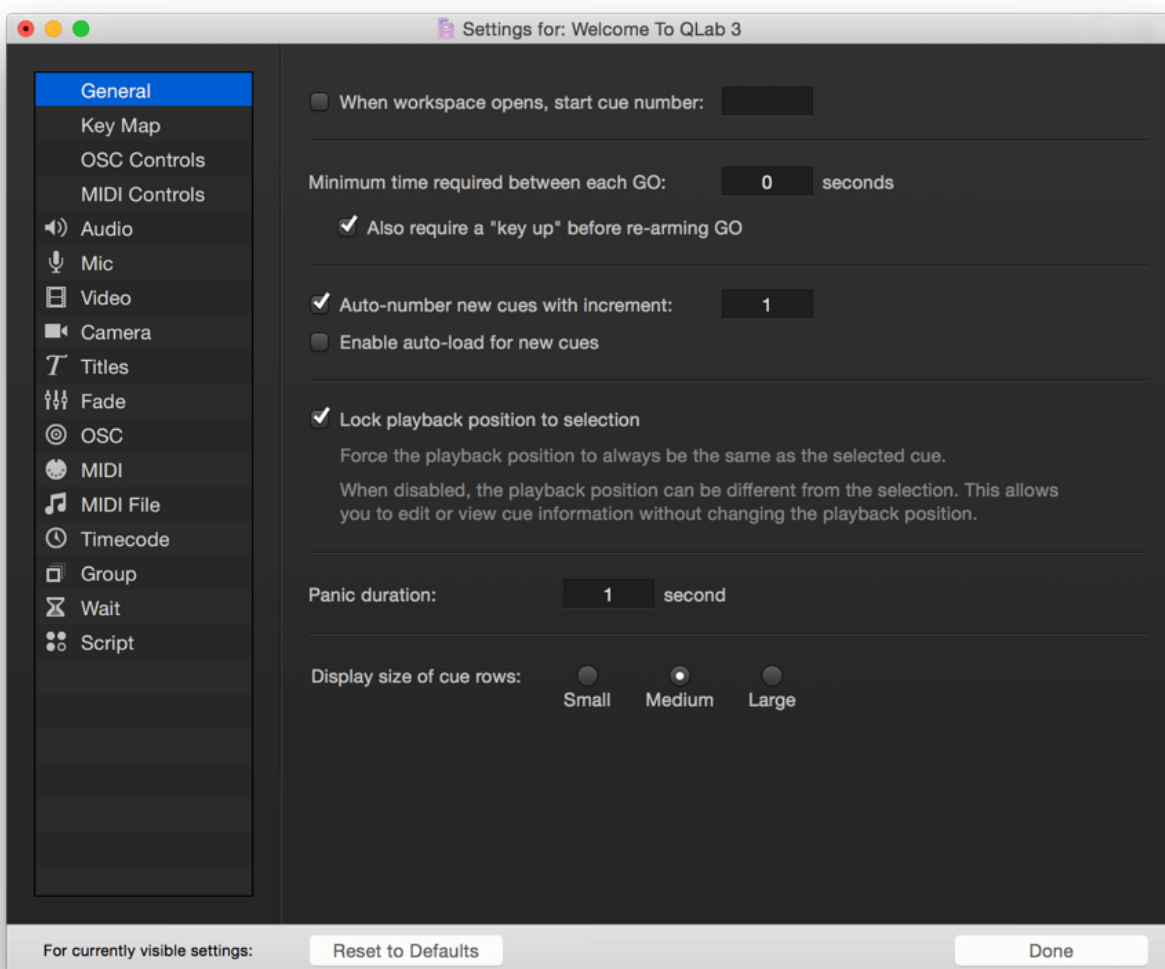 Settings for: Welcome To QLab 3
General
Key Map
OSC Controls
MIDI Controls
Audio
Mic
Video
Camera
Titles
Fade
OSC
MIDI
MIDI File
Timecode
Group
Wait
Script
When workspace opens, start cue number:
Minimum time required between each GO: 0 seconds
Also require a "key up" before re-arming GO
Auto-number new cues with increment: 1
Enable auto-load for new cues
Lock playback position to selection
Force the playback position to always be the same as the selected cue.
When disabled, the playback position can be different from the selection. This allows
you to edit or view cue information without changing the playback position.
Panic duration: 1 second
Display size of cue rows:
Small Medium Large
For currently visible settings: Reset to Defaults Done